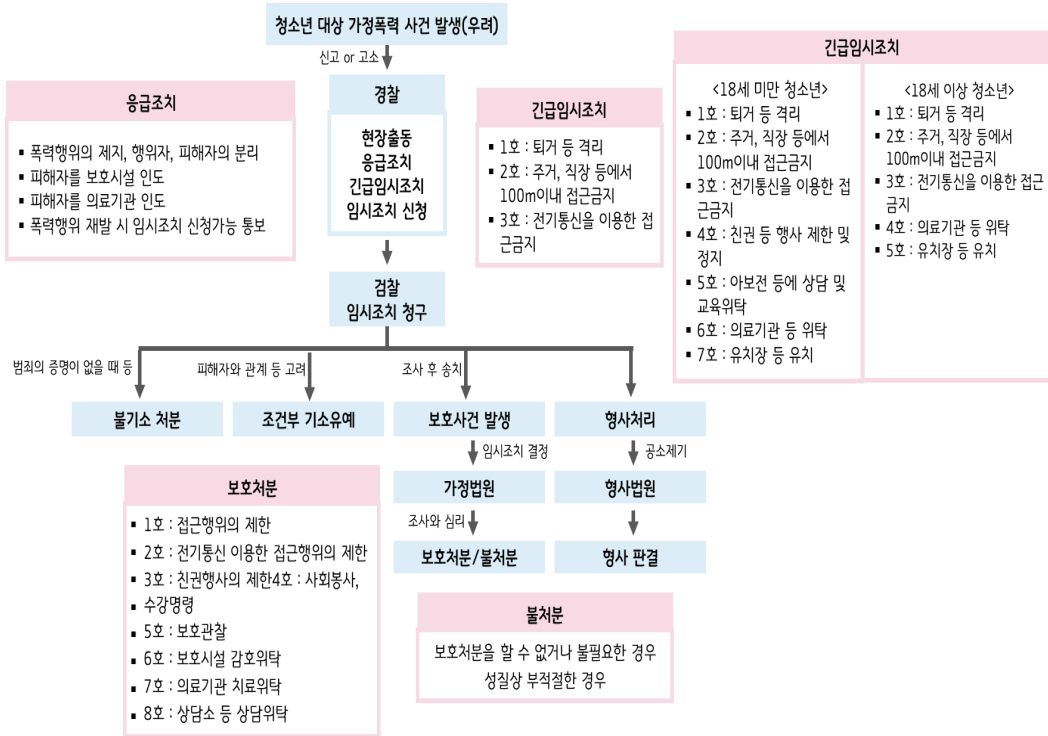 청소년 대상 가정폭력 사건 발생(우려)
신고 or 고소
경찰
현장출동
응급조치
긴급임시조치
임시조치 신청
응급조치
▪ 폭력행위의 제지, 행위자, 피해자의 분리
▪ 피해자를 보호시설 인도
▪ 피해자를 의료기관 인도
▪ 폭력행위 재발 시 임시조치 신청가능 통보
긴급임시조치
▪ 1호 : 퇴거 등 격리
▪ 2호 : 주거, 직장 등에서
100m이내 접근금지
▪ 3호 : 전기통신을 이용한 접
근금지
긴급임시조치
<18세 미만 청소년>
▪ 1호 : 퇴거 등 격리
▪ 2호 : 주거, 직장 등에서
100m이내 접근금지
▪ 3호 : 전기통신을 이용한 접
근금지
▪ 4호 : 친권 등 행사 제한 및
정지
▪ 5호 : 아보전 등에 상담 및
교육위탁
▪ 6호 : 의료기관 등 위탁
▪ 7호 : 유치장 등 유치
<18세 이상 청소년>
▪ 1호 : 퇴거 등 격리
▪ 2호 : 주거, 직장 등에서
100m이내 접근금지
▪ 3호 : 전기통신을 이용한 접근
금지
▪ 4호 : 의료기관 등 위탁
▪ 5호 : 유치장 등 유치
검찰
임시조치 청구
범죄의 증명이 없을 때 등
피해자와 관계 등 고려
조사 후 송치
불기소 처분
조건부 기소유예
보호사건 발생
형사처리
임시조치 결정
공소제기
가정법원
형사법원
조사와 심리
보호처분/불처분
형사 판결
보호처분
▪ 1호 : 접근행위의 제한
▪ 2호 : 전기통신 이용한 접근행위의 제한
▪ 3호 : 친권행사의 제한4호 : 사회봉사,
▪ 수강명령
▪ 5호 : 보호관찰
▪ 6호 : 보호시설 감호위탁
▪ 7호 : 의료기관 치료위탁
▪ 8호 : 상담소 등 상담위탁
불처분
보호처분을 할 수 없거나 불필요한 경우
성질상 부적절한 경우